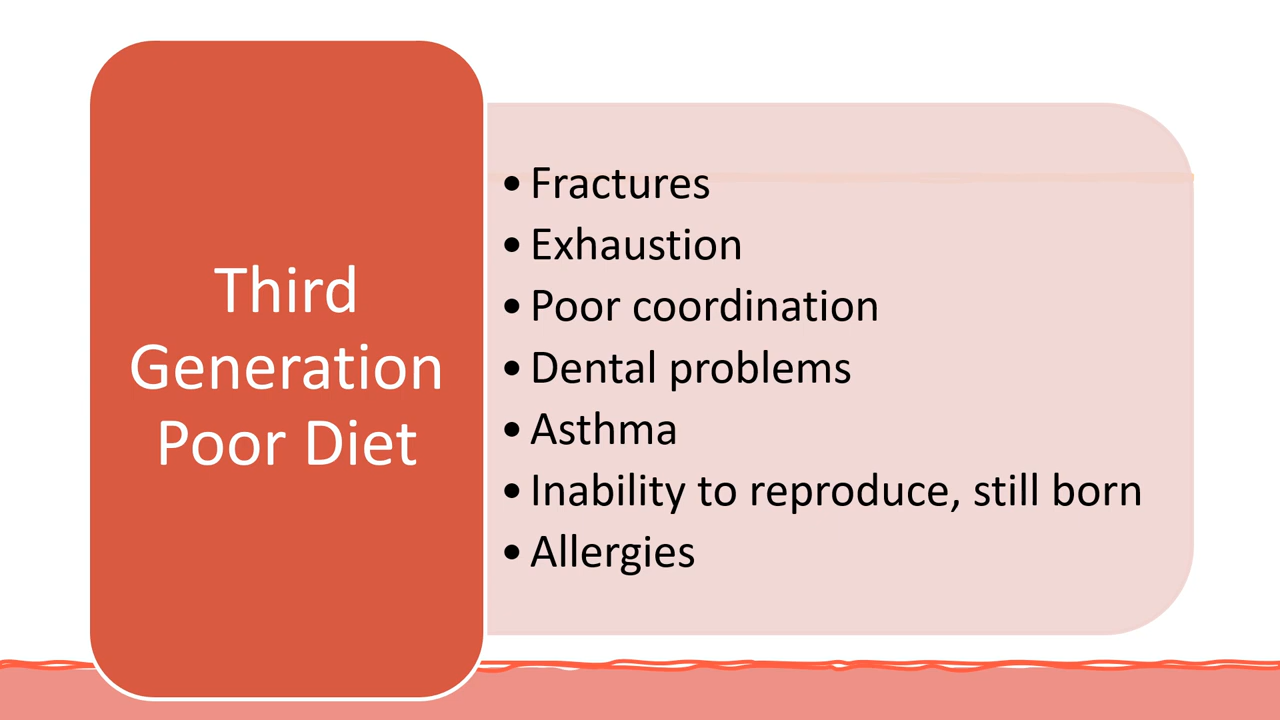 Third
Generation
Poor Diet
• Fractures
• Exhaustion
• Poor coordination
• Dental problems
• Asthma
• Inability to reproduce, still born
• Allergies